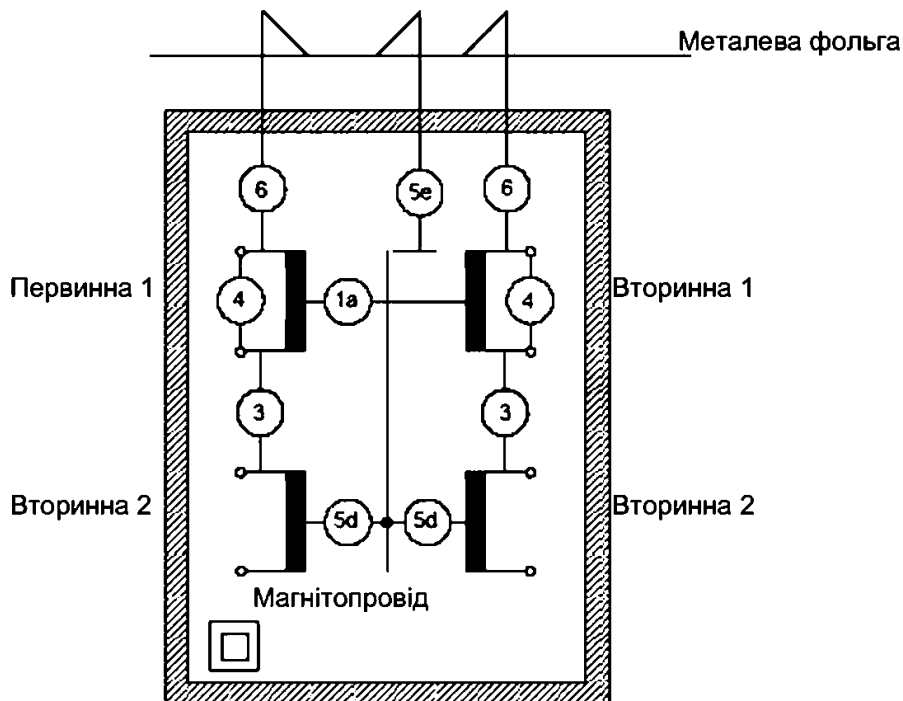 Металева фольга
6
5e
6
Первинна 1
4
1a
4
Вторинна 1
3
3
Вторинна 2
5d
5d
Вторинна 2
Магнітопровід